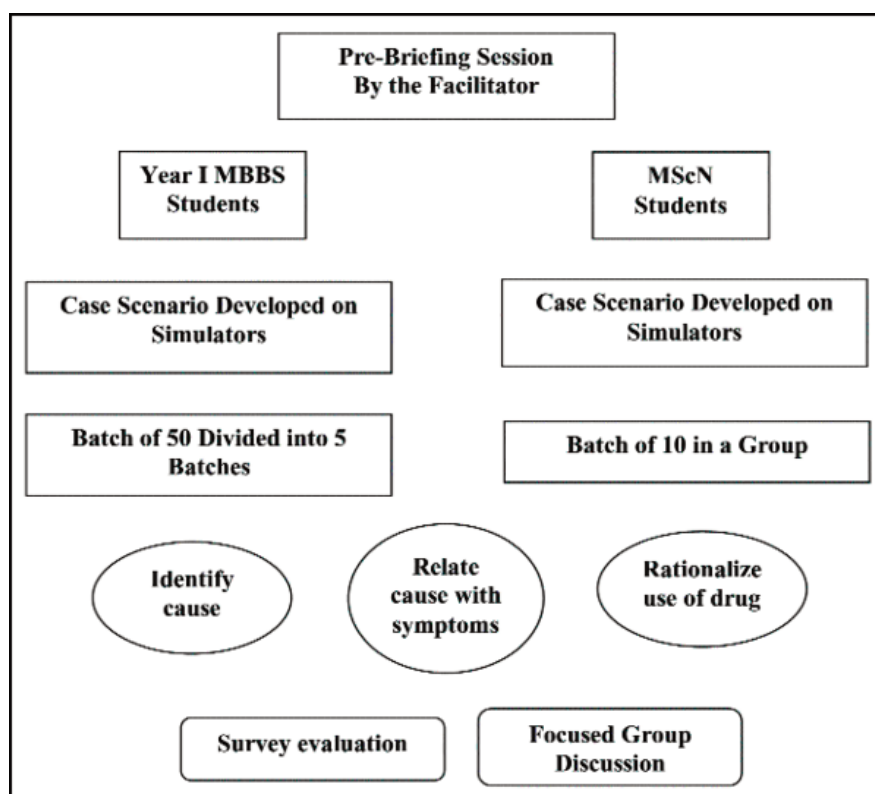 Pre-Briefing Session
By the Facilitator
Year I MBBS
Students
MScN
Students
Case Scenario Developed on
Simulators
Case Scenario Developed on
Simulators
Batch of 50 Divided into 5
Batches
Batch of 10 in a Group
Identify
cause
Relate
cause with
symptoms
Rationalize
use of drug
Survey evaluation
Focused Group
Discussion